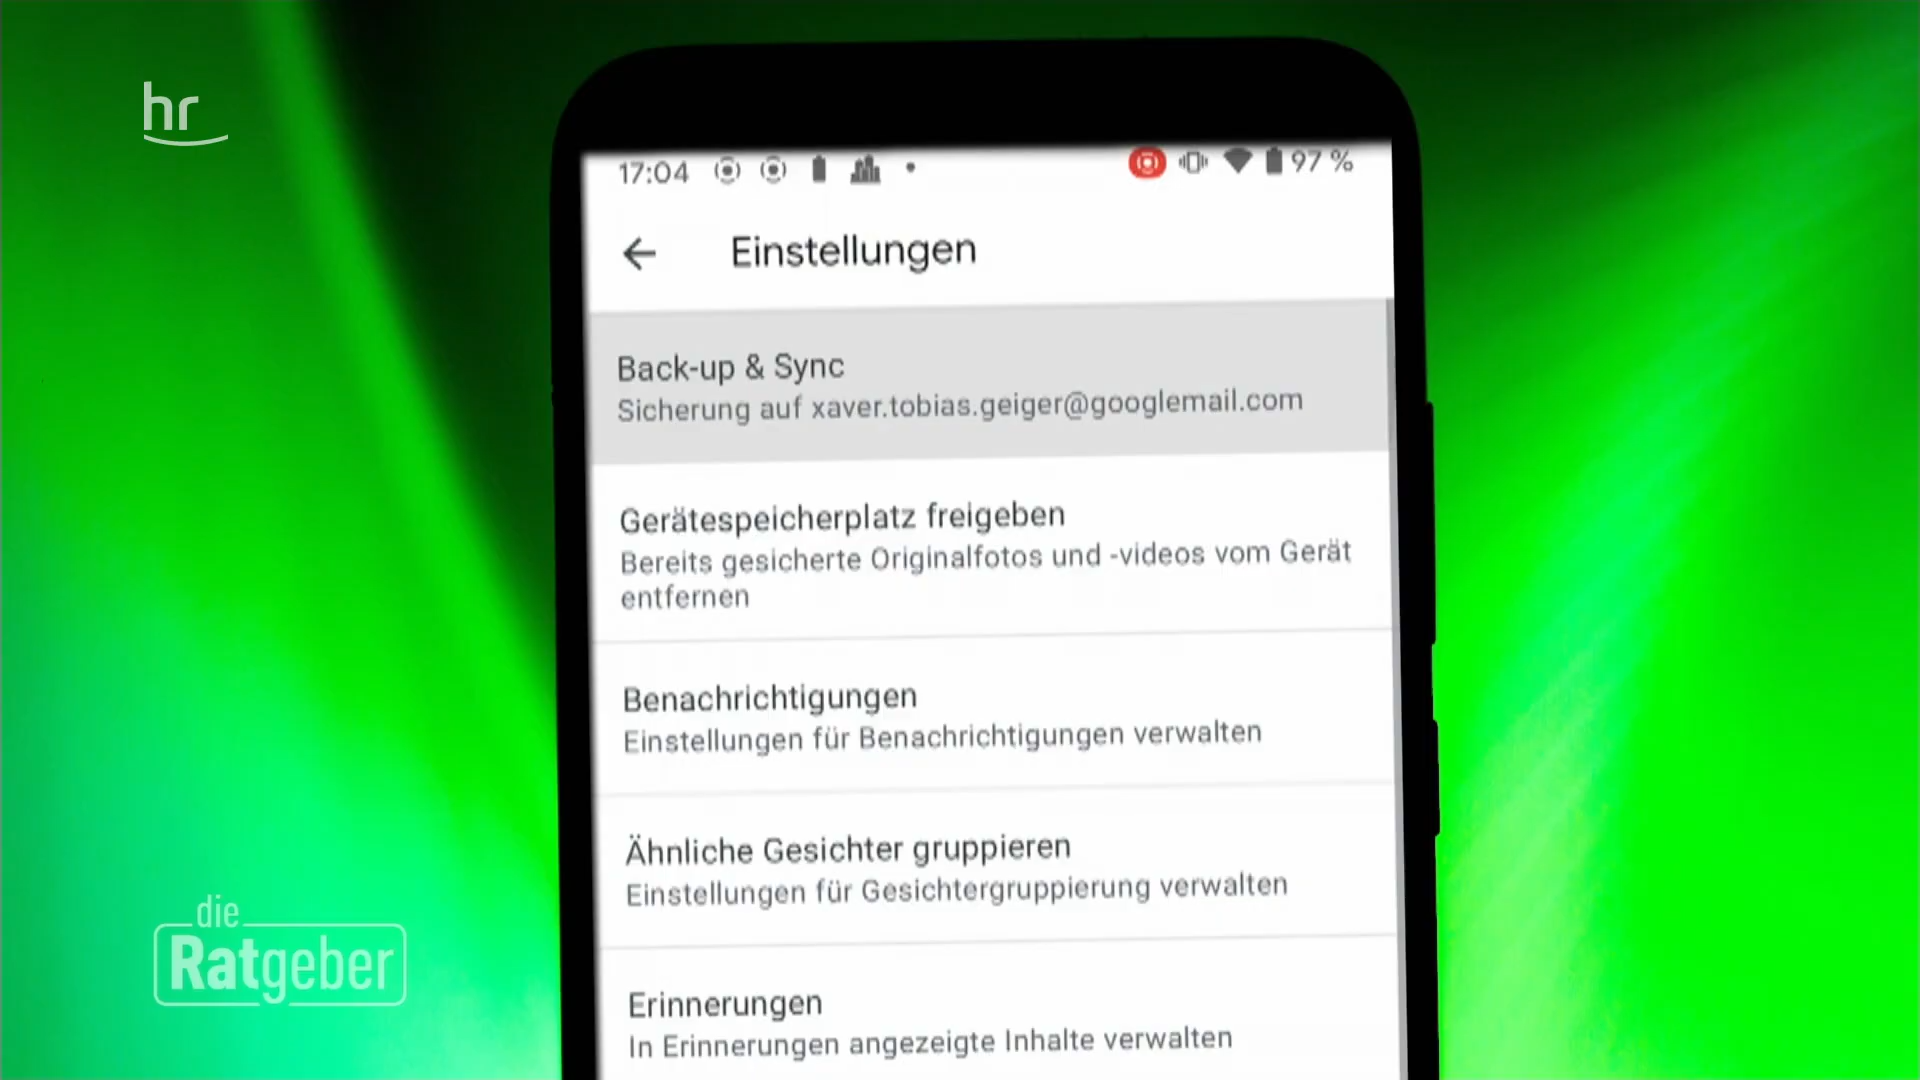 hr
17:04
97 %
Einstellungen
Back-up & Sync
Sicherung auf xaver.tobias.geiger@googlemail.com
Gerätespeicherplatz freigeben
Bereits gesicherte Originalfotos und -videos vom Gerät
entfernen
Benachrichtigungen
Einstellungen für Benachrichtigungen verwalten
Ähnliche Gesichter gruppieren
Einstellungen für Gesichtergruppierung verwalten
Erinnerungen
In Erinnerungen angezeigte Inhalte verwalten
die
Ratgeber